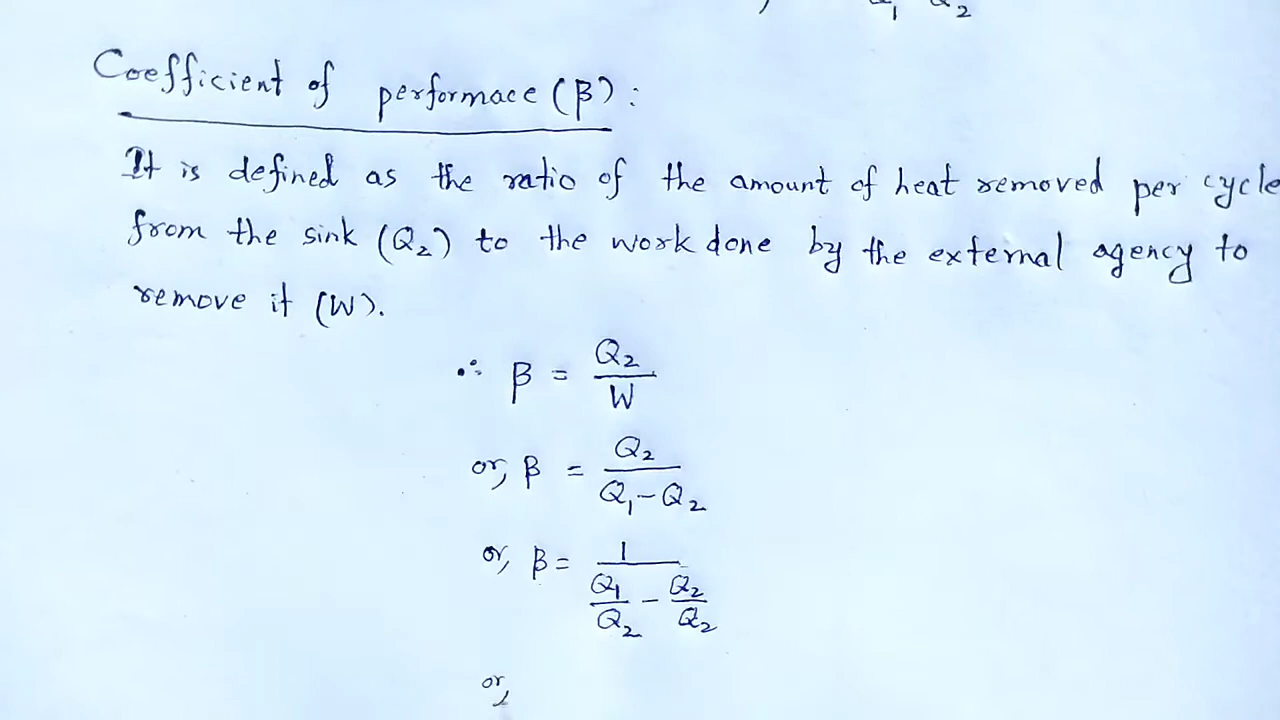 Q1 Q2
Coefficient of performace (β) :
It is defined as the ratio of the amount of heat removed per cycle
from the sink (Q2) to the work done by the external agency to
remove it (W).
∴ β = Q2/W
or, β = Q2/(Q1 - Q2)
or, β = 1/(Q1/Q2 - Q2/Q2)
or,